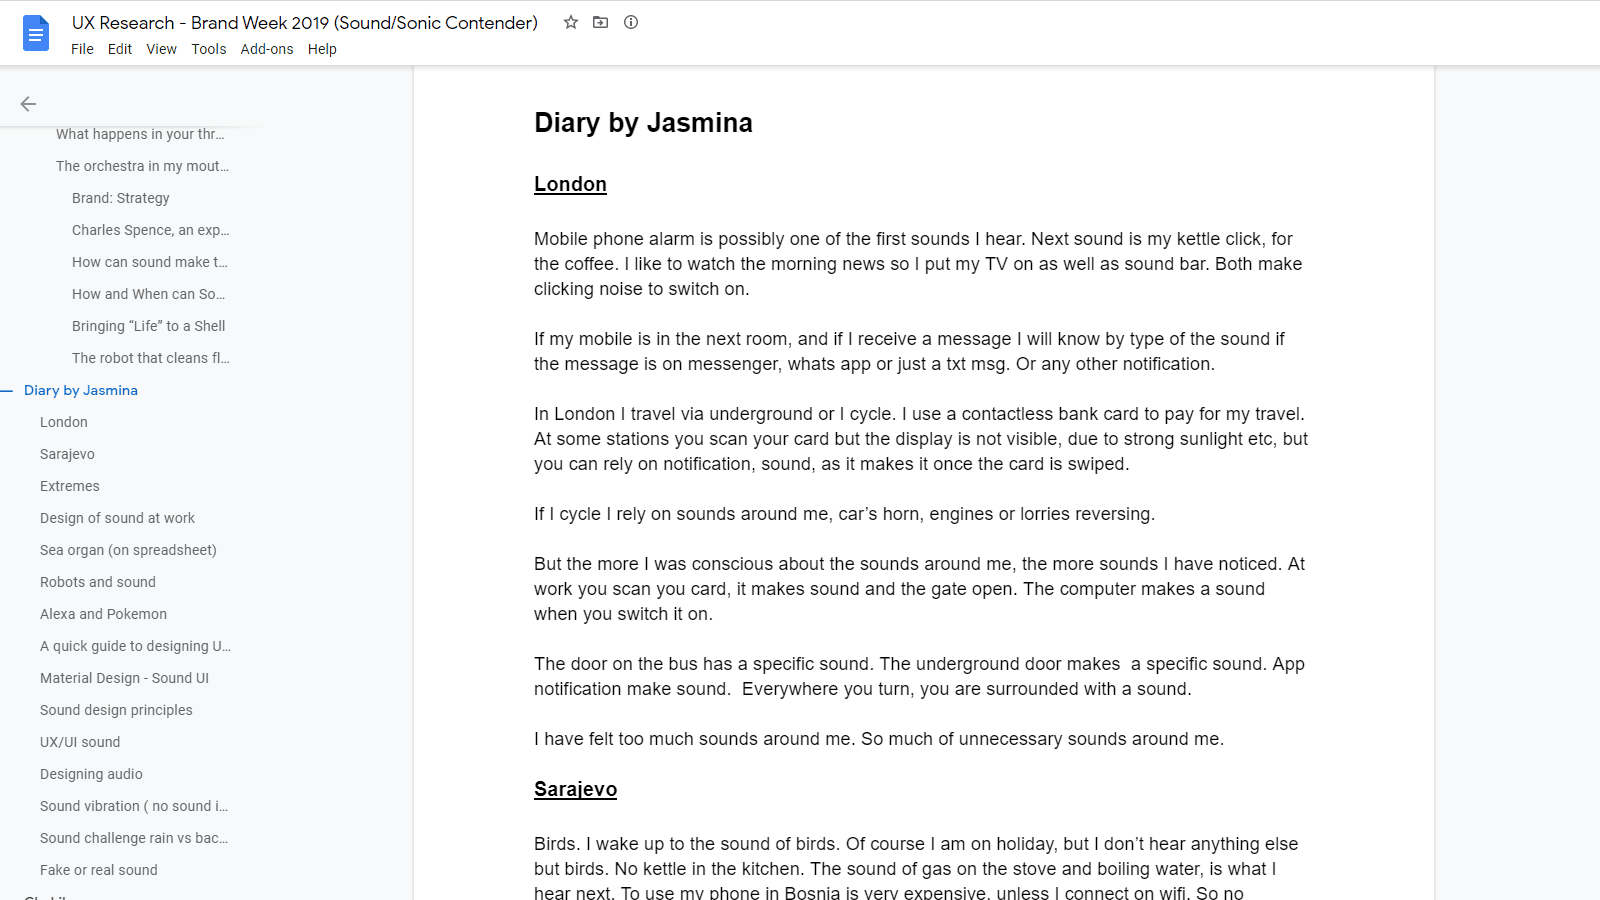 UX Research - Brand Week 2019 (Sound/Sonic Contender)
File Edit View Tools Add-ons Help
What happens in your thr...
The orchestra in my mout...
Brand: Strategy
Charles Spence, an exp...
How can sound make t...
How and When can So...
Bringing “Life” to a Shell
The robot that cleans fl...
Diary by Jasmina
London
Sarajevo
Extremes
Design of sound at work
Sea organ (on spreadsheet)
Robots and sound
Alexa and Pokemon
A quick guide to designing U...
Material Design - Sound UI
Sound design principles
UX/UI sound
Designing audio
Sound vibration ( no sound i...
Sound challenge rain vs bac...
Fake or real sound
Diary by Jasmina
London
Mobile phone alarm is possibly one of the first sounds I hear. Next sound is my kettle click, for
the coffee. I like to watch the morning news so I put my TV on as well as sound bar. Both make
clicking noise to switch on.
If my mobile is in the next room, and if I receive a message I will know by type of the sound if
the message is on messenger, whats app or just a txt msg. Or any other notification.
In London I travel via underground or I cycle. I use a contactless bank card to pay for my travel.
At some stations you scan your card but the display is not visible, due to strong sunlight etc, but
you can rely on notification, sound, as it makes it once the card is swiped.
If I cycle I rely on sounds around me, car’s horn, engines or lorries reversing.
But the more I was conscious about the sounds around me, the more sounds I have noticed. At
work you scan you card, it makes sound and the gate open. The computer makes a sound
when you switch it on.
The door on the bus has a specific sound. The underground door makes  a specific sound. App
notification make sound.  Everywhere you turn, you are surrounded with a sound.
I have felt too much sounds around me. So much of unnecessary sounds around me.
Sarajevo
Birds. I wake up to the sound of birds. Of course I am on holiday, but I don’t hear anything else
but birds. No kettle in the kitchen. The sound of gas on the stove and boiling water, is what I
hear next. To use my phone in Bosnia is very expensive, unless I connect on wifi. So no